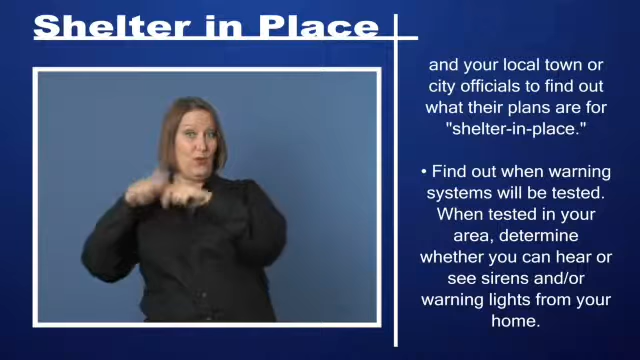 Shelter in Place
and your local town or
city officials to find out
what their plans are for
"shelter-in-place."
• Find out when warning
systems will be tested.
When tested in your
area, determine
whether you can hear or
see sirens and/or
warning lights from your
home.